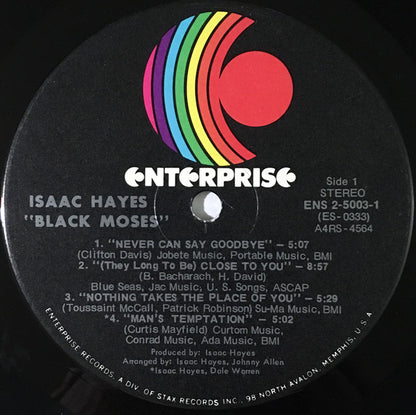 ENTERPRISE
Side 1
STEREO
ENS 2-5003-1
(ES-0333)
A4RS-4564
ISAAC HAYES
"BLACK MOSES"
1. "NEVER CAN SAY GOODBYE" – 5:07
(Clifton Davis) Jobete Music, Portable Music, BMI
2. "(They Long To Be) CLOSE TO YOU" – 8:57
(B. Bacharach, H. David)
Blue Seas, Jac Music, U. S. Songs, ASCAP
3. "NOTHING TAKES THE PLACE OF YOU" – 5:29
(Toussaint McCall, Patrick Robinson) Su-Ma Music, BMI
*4. "MAN'S TEMPTATION" – 5:02
(Curtis Mayfield) Curtom Music,
Conrad Music, Ada Music, BMI
Produced by: Isaac Hayes
Arranged by: Isaac Hayes, Johnny Allen
*Isaac Hayes, Dale Warren
ENTERPRISE RECORDS, A DIV. OF STAX RECORDS INC., 98 NORTH AVALON, MEMPHIS, U.S.A.